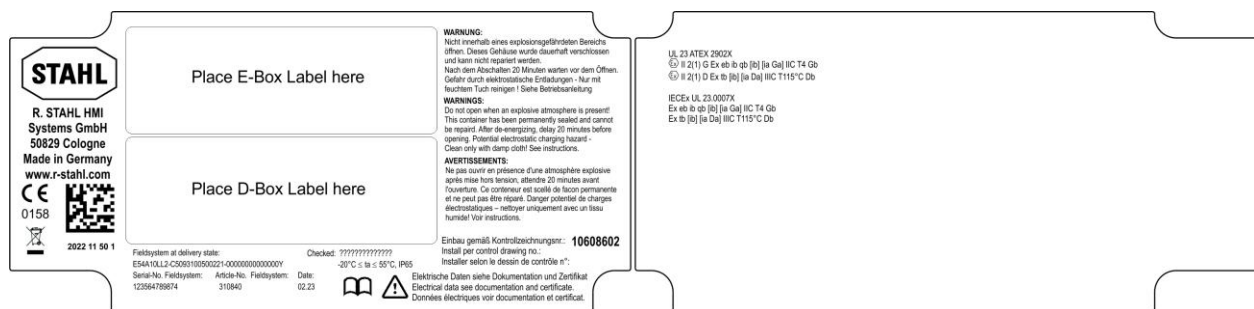 STAHL
R. STAHL HMI
Systems GmbH
50829 Cologne
Made in Germany
www.r-stahl.com
CE
0158
2022 11 50 1
Place E-Box Label here
Place D-Box Label here
Fieldsystem at delivery state:
Checked: ??????????????
E54A10LL2-C5093100500221-00000000000000Y
-20°C ≤ ta ≤ 55°C, IP65
Serial-No. Fieldsystem: Article-No. Fieldsystem: Date:
123564789874 310840 02.23
WARNUNG:
Nicht innerhalb eines explosionsgefährdeten Bereichs
öffnen. Dieses Gehäuse wurde dauerhaft verschlossen
und kann nicht repariert werden.
Nach dem Abschalten 20 Minuten warten vor dem Öffnen.
Gefahr durch elektrostatische Entladungen - Nur mit
feuchtem Tuch reinigen ! Siehe Betriebsanleitung
WARNINGS:
Do not open when an explosive atmosphere is present!
This container has been permanently sealed and cannot
be repaird. After de-energizing, delay 20 minutes before
opening. Potential electrostatic charging hazard -
Clean only with damp cloth! See instructions.
AVERTISSEMENTS:
Ne pas ouvrir en présence d'une atmosphère explosive
après mise hors tension, attendre 20 minutes avant
l'ouverture. Ce conteneur est scellé de facon permanente
et ne peut pas être réparé. Danger potentiel de charges
électrostatiques – nettoyer uniquement avec un tissu
humide! Voir instructions.
Einbau gemäß Kontrollzeichnungsnr.: 10608602
Install per control drawing no.:
Installer selon le dessin de contrôle n°:
Elektrische Daten siehe Dokumentation und Zertifikat
Electrical data see documentation and certificate.
Données électriques voir documentation et certificat.
UL 23 ATEX 2902X
II 2(1) G Ex eb ib qb [ib] [ia Ga] IIC T4 Gb
II 2(1) D Ex tb [ib] [ia Da] IIIC T115°C Db
IECEx UL 23.0007X
Ex eb ib qb [ib] [ia Ga] IIC T4 Gb
Ex tb [ib] [ia Da] IIIC T115°C Db